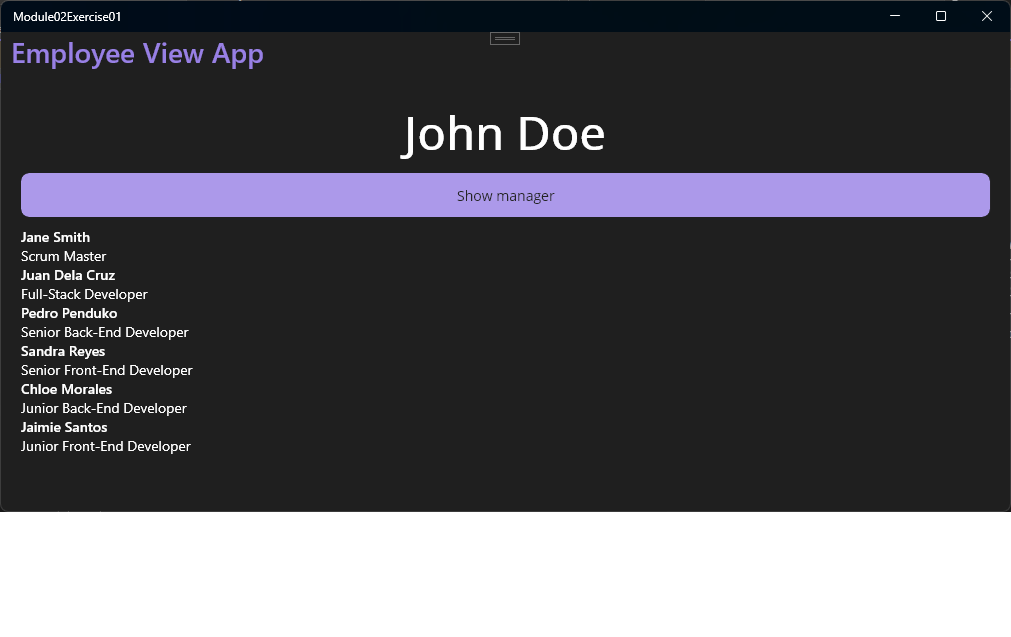 Module02Exercise01
Employee View App
John Doe
Show manager
Jane Smith
Scrum Master
Juan Dela Cruz
Full-Stack Developer
Pedro Penduko
Senior Back-End Developer
Sandra Reyes
Senior Front-End Developer
Chloe Morales
Junior Back-End Developer
Jaimie Santos
Junior Front-End Developer